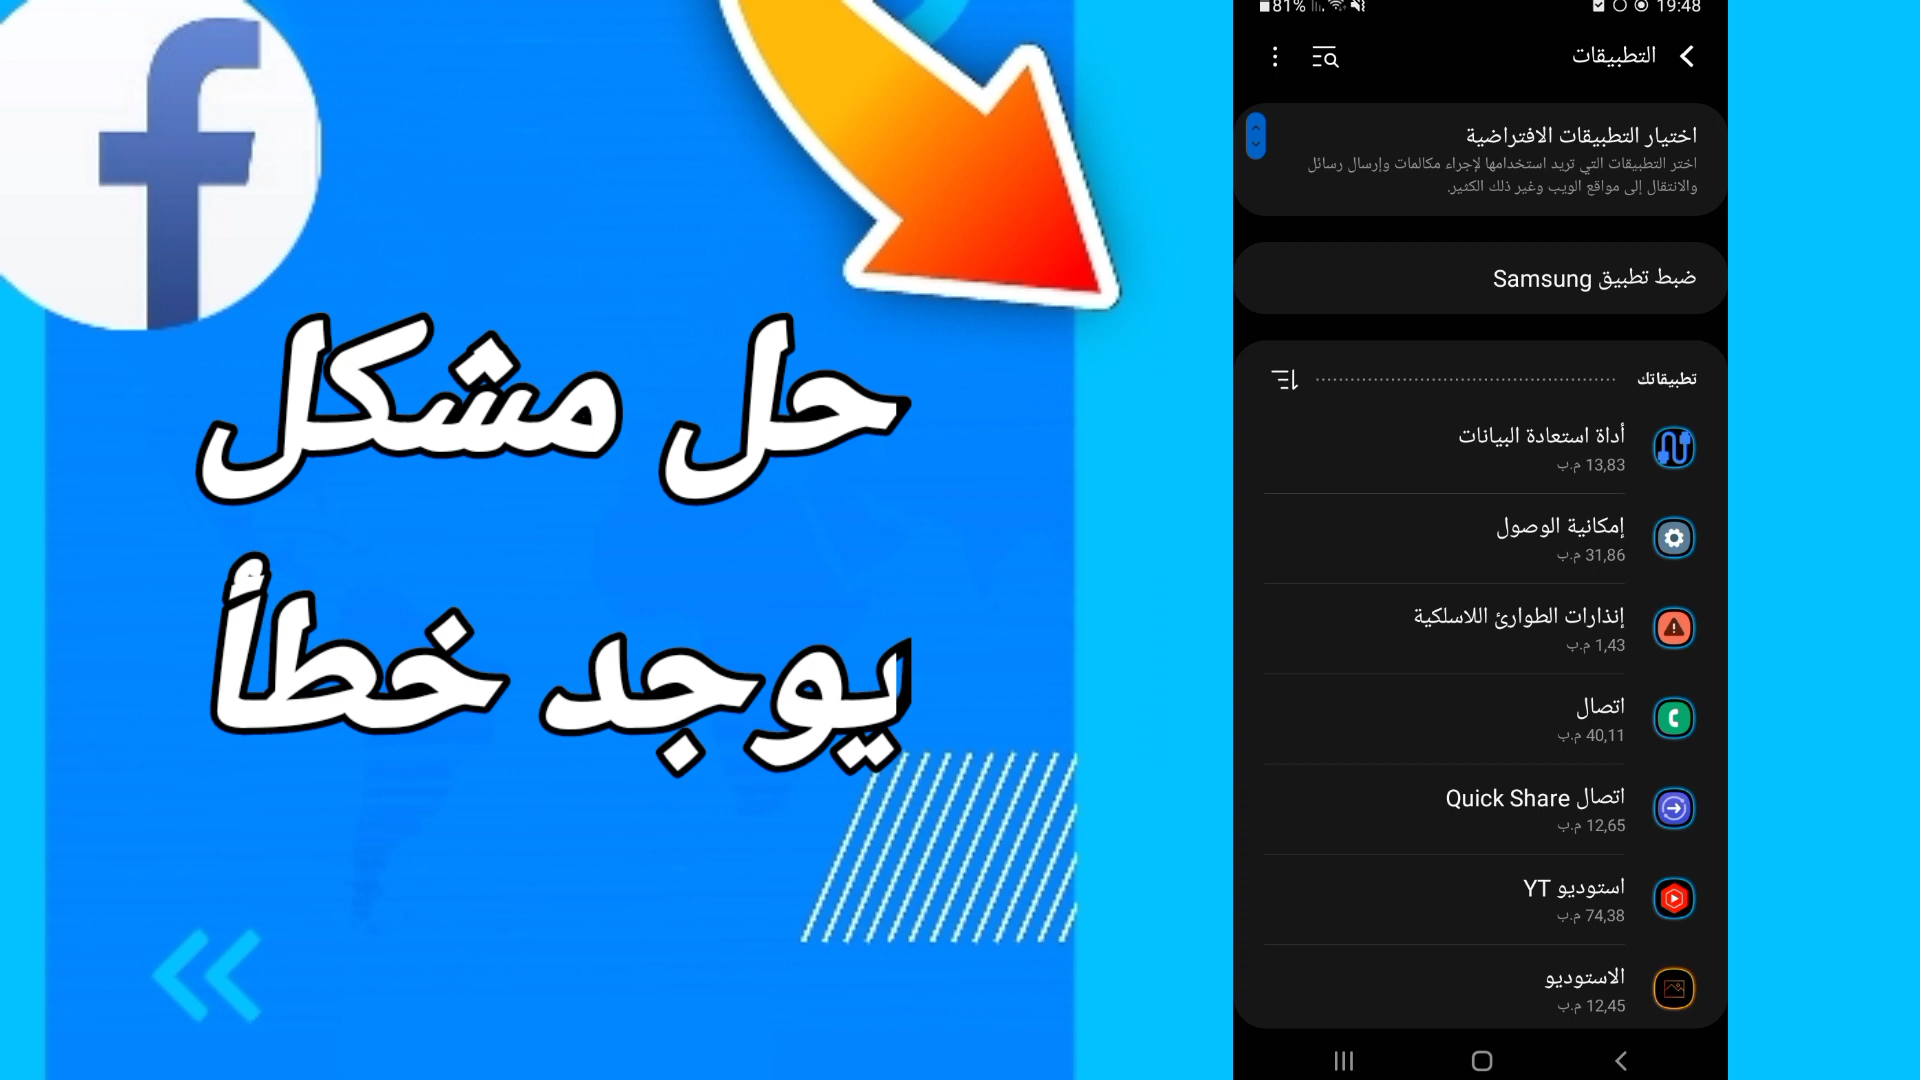 حل مشكل
يوجد خطأ
81%
19:48
التطبيقات
اختيار التطبيقات الافتراضية
اختر التطبيقات التي تريد استخدامها لإجراء مكالمات وإرسال رسائل
والانتقال إلى مواقع الويب وغير ذلك الكثير.
ضبط تطبيق Samsung
تطبيقاتك
أداة استعادة البيانات
13,83 م.ب
إمكانية الوصول
31,86 م.ب
إنذارات الطوارئ اللاسلكية
1,43 م.ب
اتصال
40,11 م.ب
اتصال Quick Share
12,65 م.ب
استوديو YT
74,38 م.ب
الاستوديو
12,45 م.ب